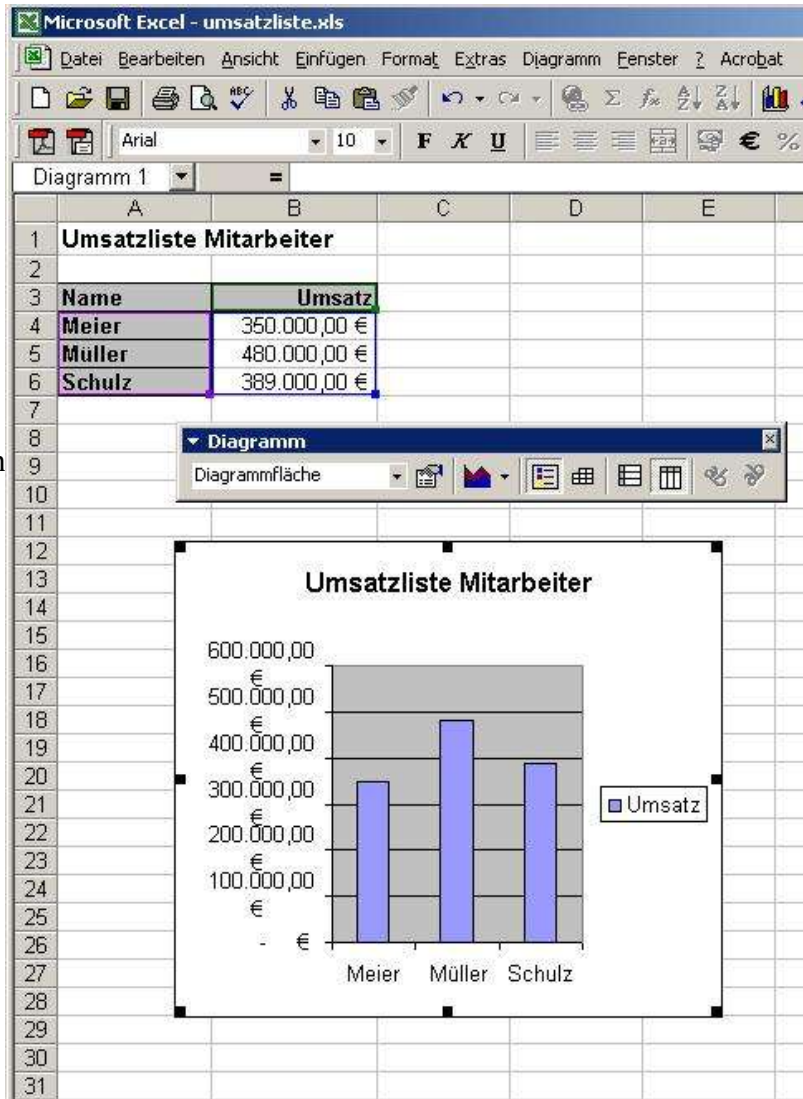 Microsoft Excel - umsatzliste.xls
Datei Bearbeiten Ansicht Einfügen Format Extras Diagramm Fenster ? Acrobat
Arial 10 F K U € %
Diagramm 1 =
A B C D E
1 Umsatzliste Mitarbeiter
2
3 Name Umsatz
4 Meier 350.000,00 €
5 Müller 480.000,00 €
6 Schulz 389.000,00 €
7
8 Diagramm
9 Diagrammfläche
10
11
12
13 Umsatzliste Mitarbeiter
14
15
16
17
18
19
20
21
22
23
24
25
26
27
28
29
30
31
600.000,00
€
500.000,00
€
400.000,00
€
300.000,00
€
200.000,00
€
100.000,00
€
- €
Umsatz
Meier Müller Schulz